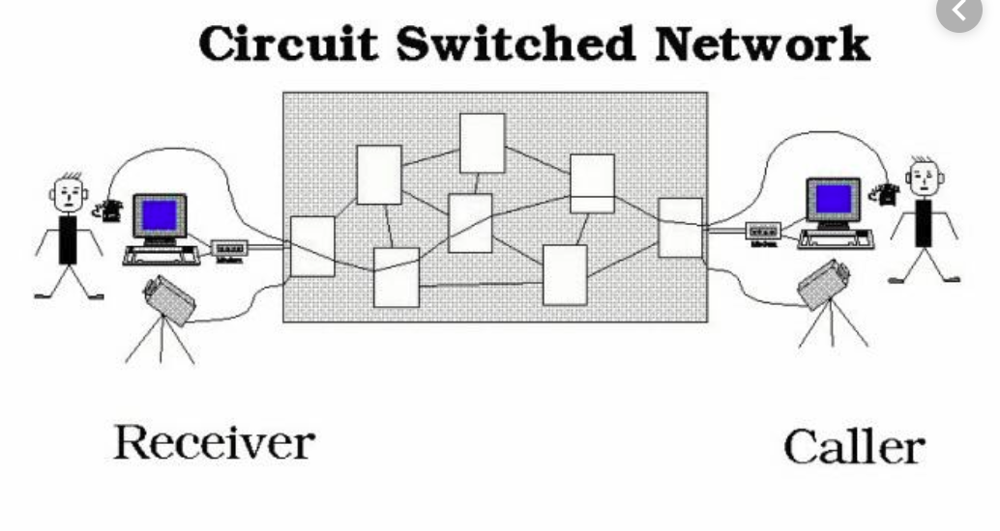 Circuit Switched Network
Receiver
Caller